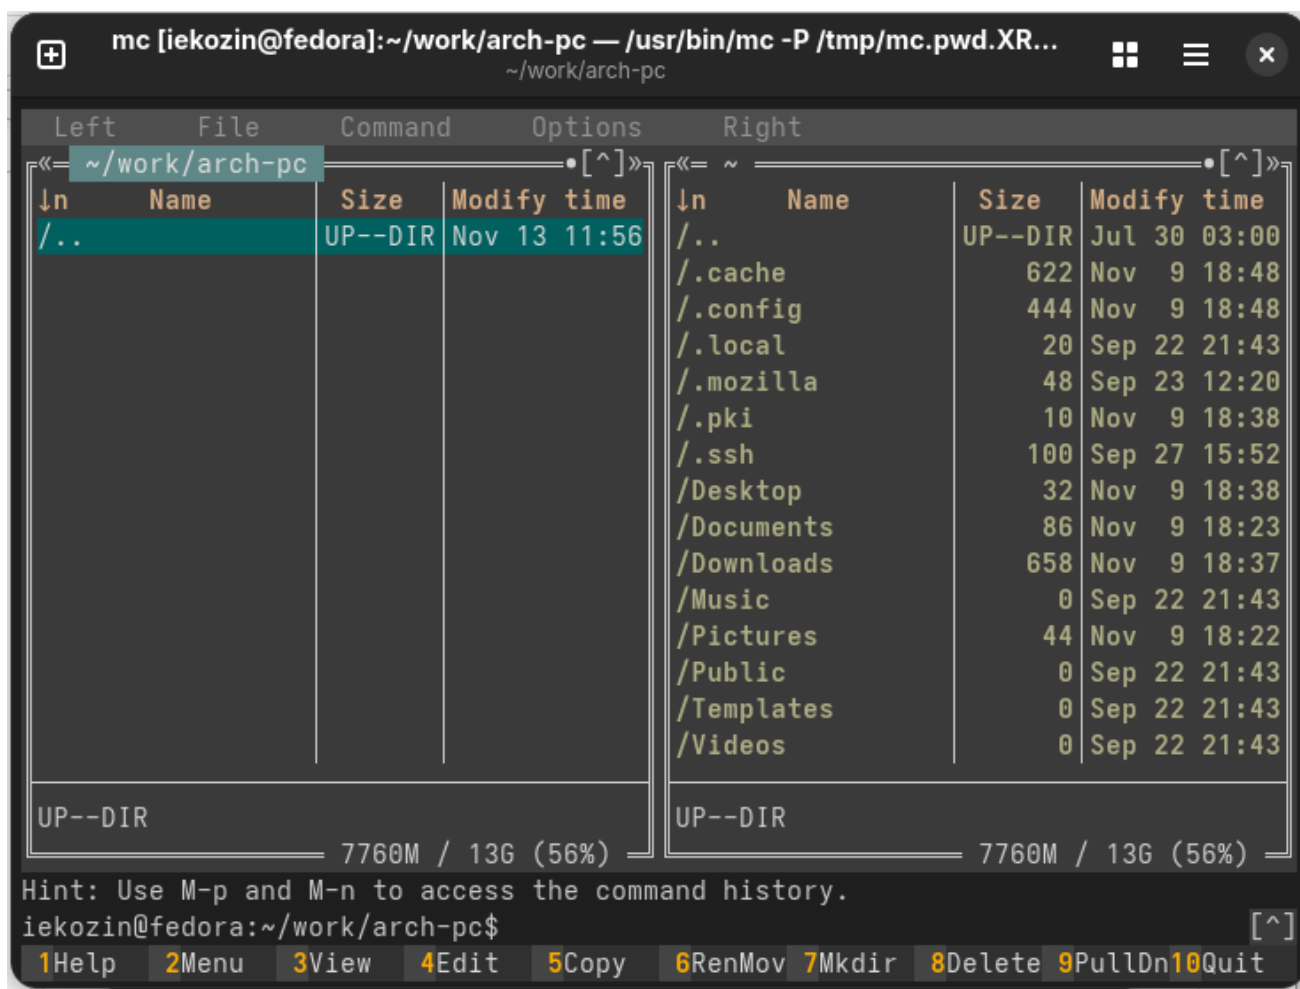 mc [iekozin@fedora]:~/work/arch-pc — /usr/bin/mc -P /tmp/mc.pwd.XR...
~/work/arch-pc
Left File Command Options Right
«= ~/work/arch-pc •[^]» «= ~ •[^]»
↓n Name Size Modify time ↓n Name Size Modify time
/.. UP--DIR Nov 13 11:56 /.. UP--DIR Jul 30 03:00
/.cache 622 Nov 9 18:48
/.config 444 Nov 9 18:48
/.local 20 Sep 22 21:43
/.mozilla 48 Sep 23 12:20
/.pki 10 Nov 9 18:38
/.ssh 100 Sep 27 15:52
/Desktop 32 Nov 9 18:38
/Documents 86 Nov 9 18:23
/Downloads 658 Nov 9 18:37
/Music 0 Sep 22 21:43
/Pictures 44 Nov 9 18:22
/Public 0 Sep 22 21:43
/Templates 0 Sep 22 21:43
/Videos 0 Sep 22 21:43
UP--DIR UP--DIR
7760M / 13G (56%) 7760M / 13G (56%)
Hint: Use M-p and M-n to access the command history.
iekozin@fedora:~/work/arch-pc$ [^]
1Help 2Menu 3View 4Edit 5Copy 6RenMov 7Mkdir 8Delete 9PullDn 10Quit